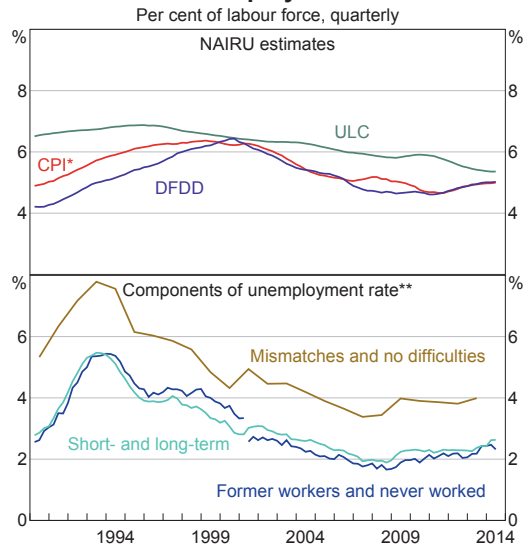 Per cent of labour force, quarterly
% NAIRU estimates %
8 8
ULC
6 6
CPI*
DFDD
4 4
% Components of unemployment rate** %
6 6
Mismatches and no difficulties
4 4
Short- and long-term
2 2
Former workers and never worked
0 0
1994 1999 2004 2009 2014